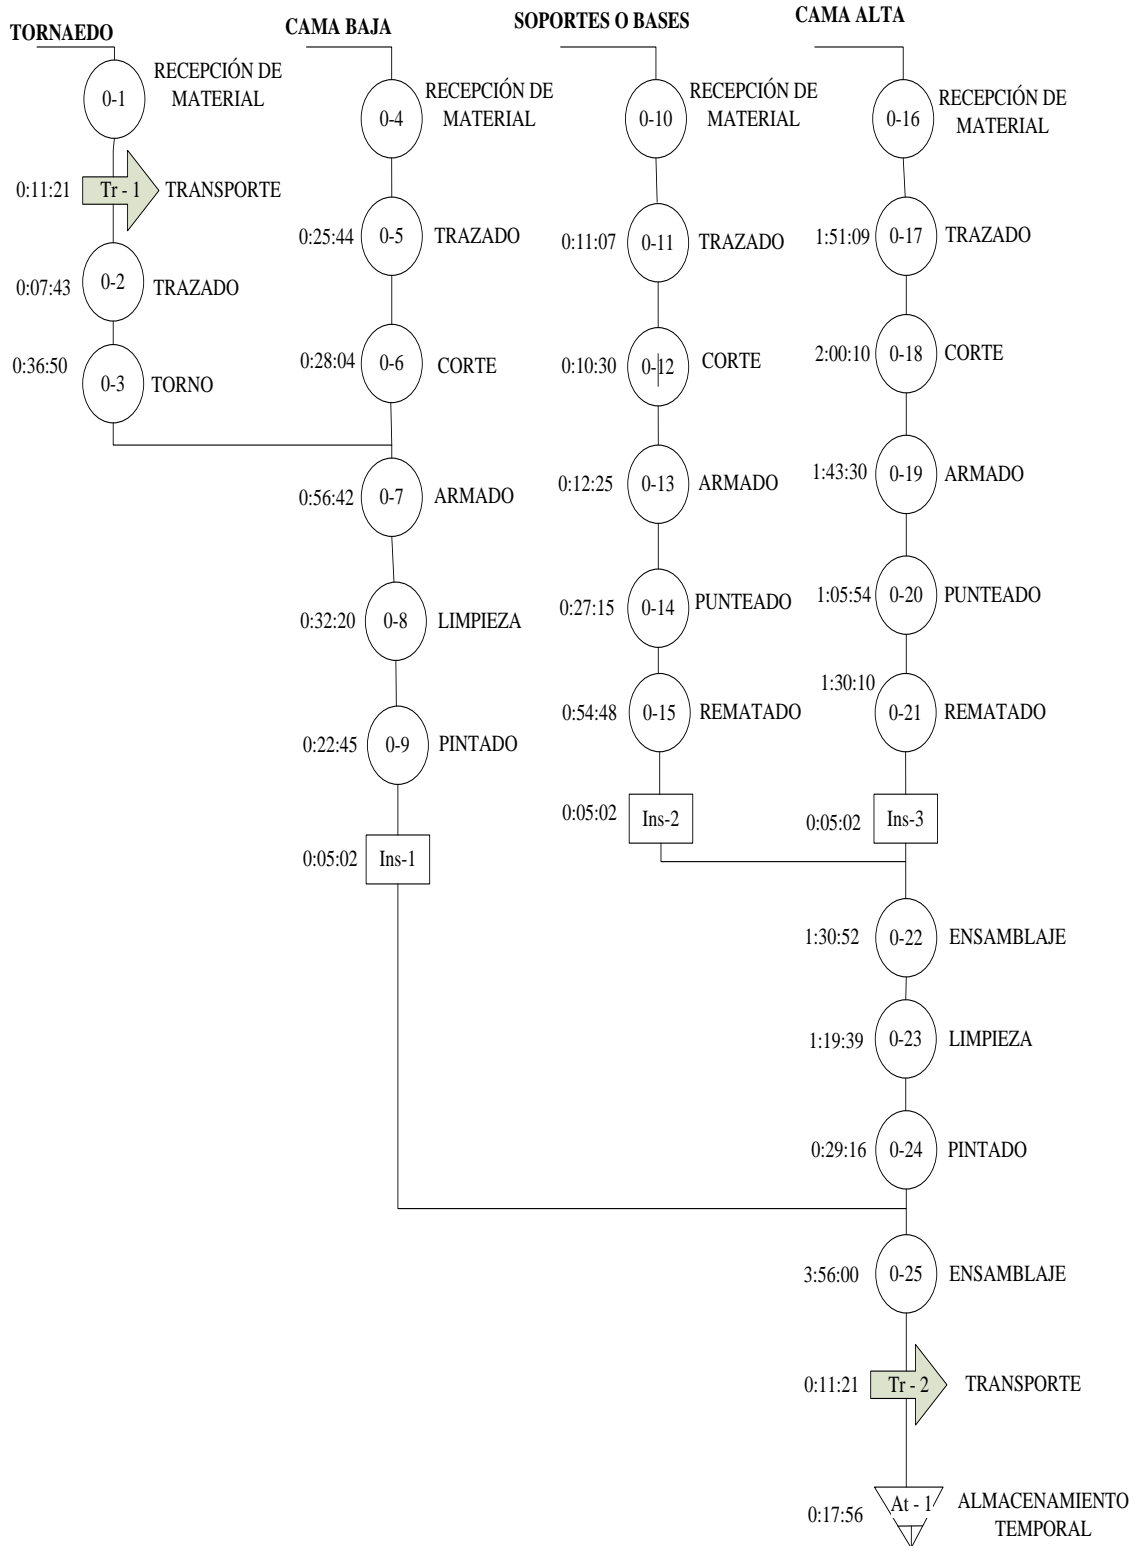 TORNAEDO
0-1
RECEPCIÓN DE
MATERIAL
0:11:21
Tr - 1
TRANSPORTE
0:07:43
0-2
TRAZADO
0:36:50
0-3
TORNO
CAMA BAJA
0-4
RECEPCIÓN DE
MATERIAL
0:25:44
0-5
TRAZADO
0:28:04
0-6
CORTE
0:56:42
0-7
ARMADO
0:32:20
0-8
LIMPIEZA
0:22:45
0-9
PINTADO
0:05:02
Ins-1
SOPORTES O BASES
0-10
RECEPCIÓN DE
MATERIAL
0:11:07
0-11
TRAZADO
0:10:30
0-12
CORTE
0:12:25
0-13
ARMADO
0:27:15
0-14
PUNTEADO
0:54:48
0-15
REMATADO
0:05:02
Ins-2
CAMA ALTA
0-16
RECEPCIÓN DE
MATERIAL
1:51:09
0-17
TRAZADO
2:00:10
0-18
CORTE
1:43:30
0-19
ARMADO
1:05:54
0-20
PUNTEADO
1:30:10
0-21
REMATADO
0:05:02
Ins-3
1:30:52
0-22
ENSAMBLAJE
1:19:39
0-23
LIMPIEZA
0:29:16
0-24
PINTADO
3:56:00
0-25
ENSAMBLAJE
0:11:21
Tr - 2
TRANSPORTE
0:17:56
At - 1
ALMACENAMIENTO
TEMPORAL